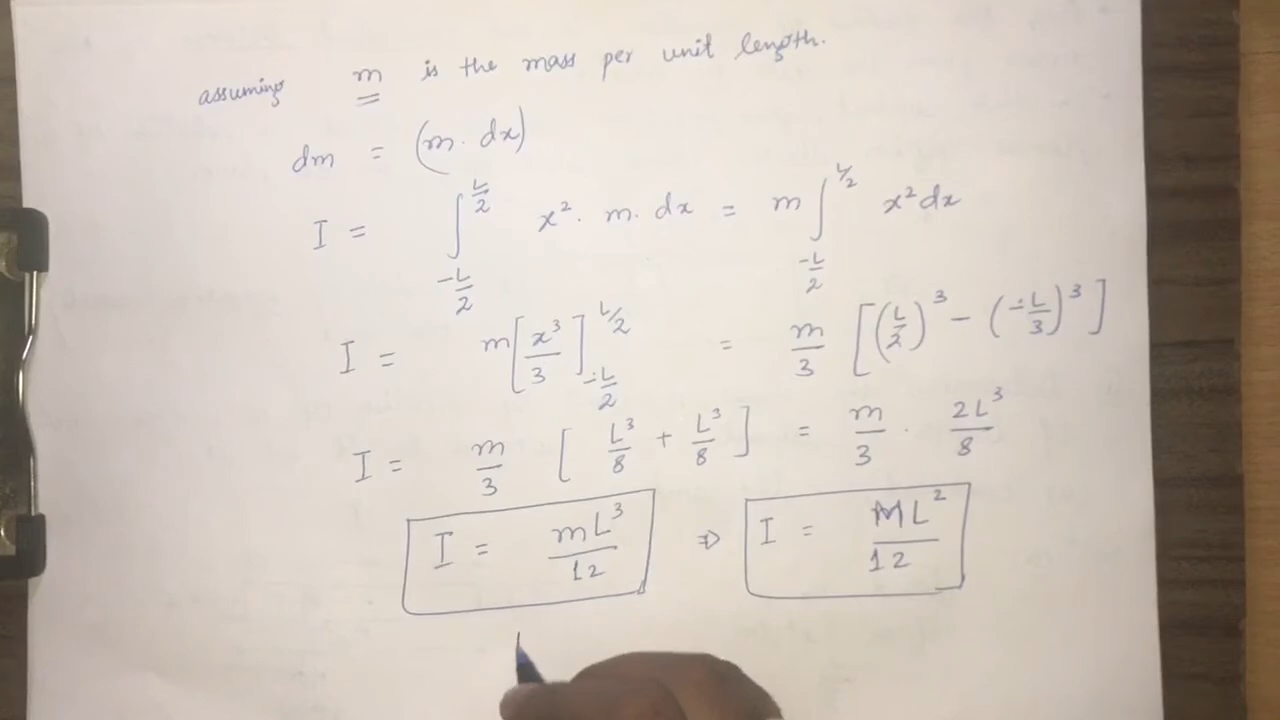 assuming m is the mass per unit length.
dm = (m. dx)
I = ∫_{-L/2}^{L/2} x². m. dx = m ∫_{-L/2}^{L/2} x² dx
I = m[x³/3]_{-L/2}^{L/2} = m/3 [(L/2)³ - (-L/3)³]
I = m/3 [L³/8 + L³/8] = m/3 . 2L³/8
I = mL³/12 ⇒ I = ML²/12